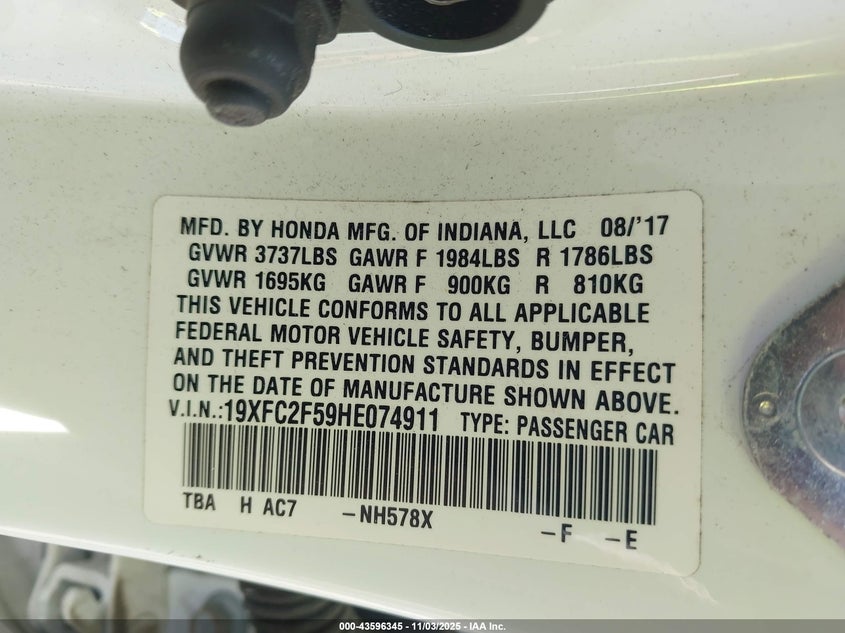 MFD. BY HONDA MFG. OF INDIANA, LLC 08/'17
GVWR 3737LBS GAWR F 1984LBS R 1786LBS
GVWR 1695KG GAWR F 900KG R 810KG
THIS VEHICLE CONFORMS TO ALL APPLICABLE
FEDERAL MOTOR VEHICLE SAFETY, BUMPER,
AND THEFT PREVENTION STANDARDS IN EFFECT
ON THE DATE OF MANUFACTURE SHOWN ABOVE.
V.I.N.:19XFC2F59HE074911 TYPE: PASSENGER CAR
TBA H AC7 -NH578X -F -E
000-43596345 - 11/03/2025 - IAA Inc.